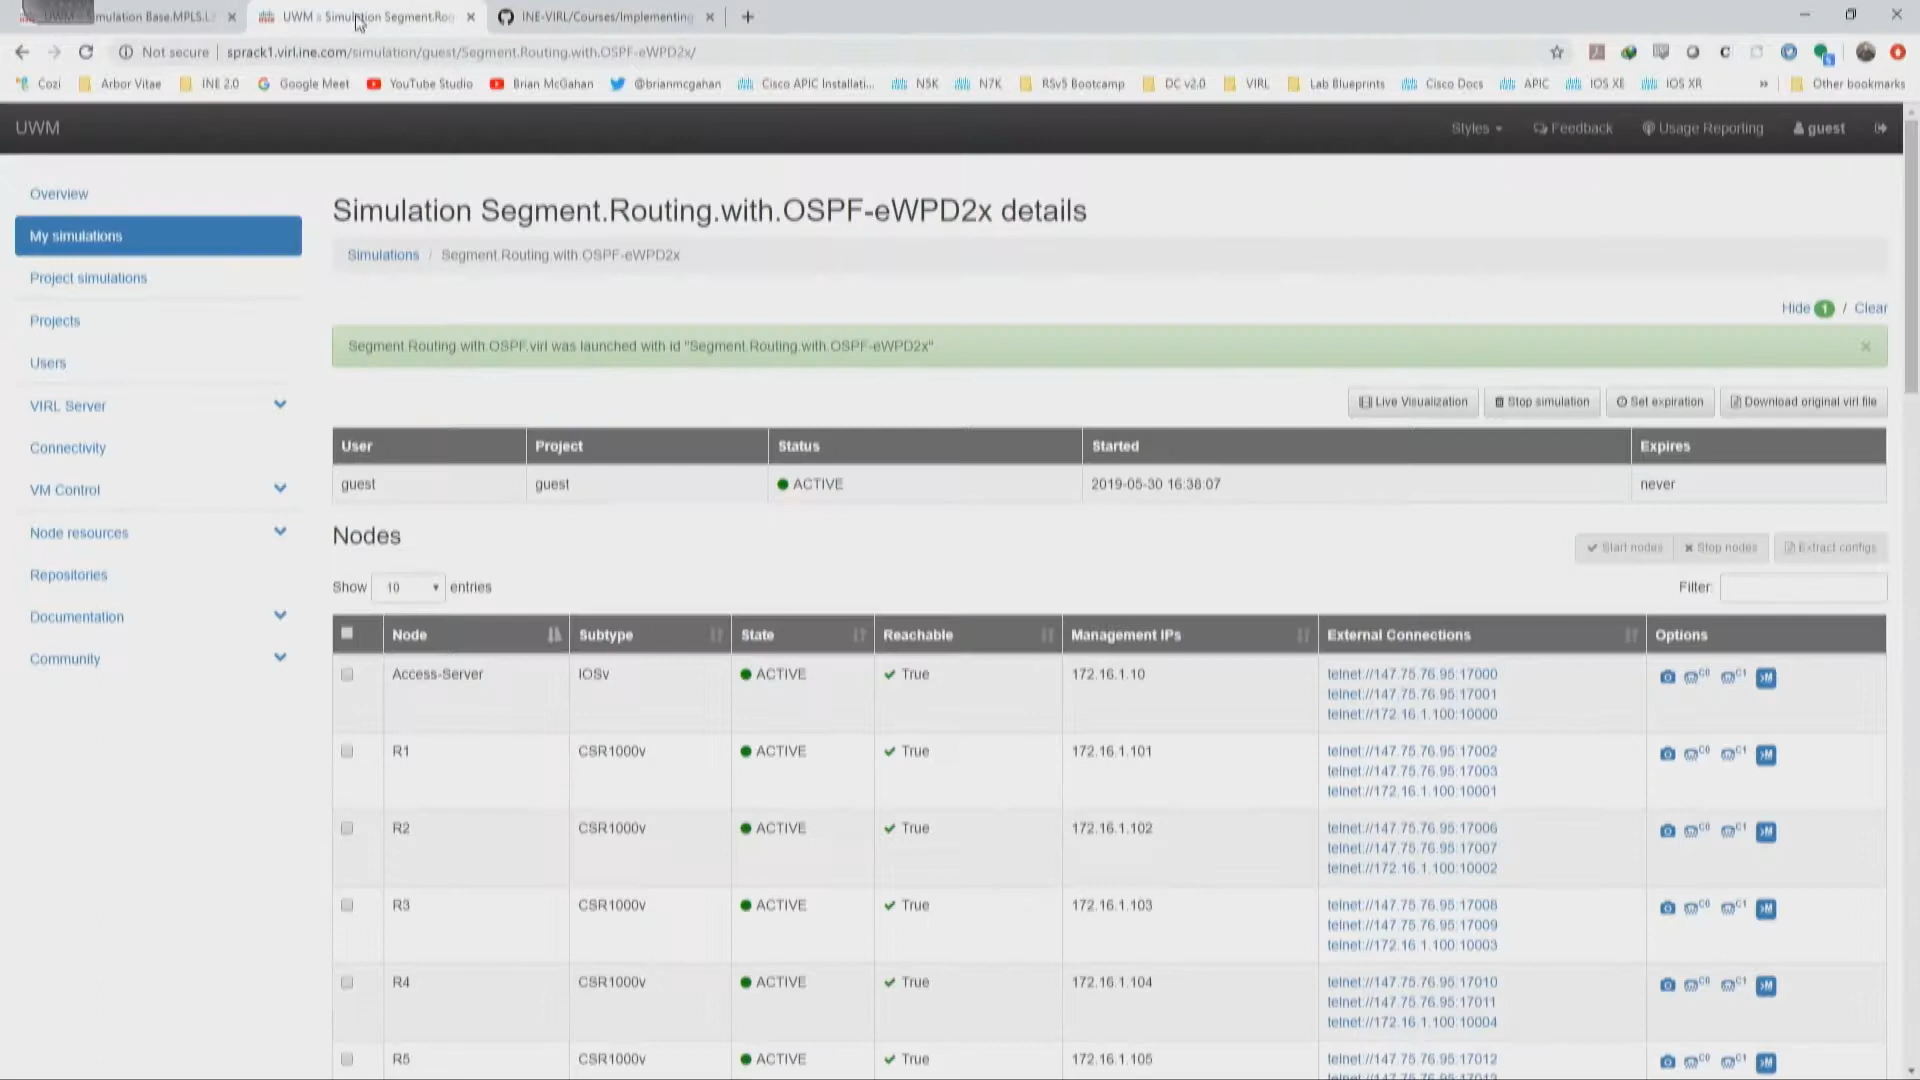 UWM :: Simulation Segment.Roo
INE-VIRL/Courses/Implementing
Not secure
sprack1.virl.ine.com/simulation/guest/Segment.Routing.with.OSPF-eWPD2x/
Cozi
Arbor Vitae
INE 2.0
Google Meet
YouTube Studio
Brian McGahan
@brianmcgahan
Cisco APIC Installati...
N5K
N7K
RSv5 Bootcamp
DC v2.0
VIRL
Lab Blueprints
Cisco Docs
APIC
IOS XE
IOS XR
»
Other bookmarks
UWM
Styles
Feedback
Usage Reporting
guest
Overview
My simulations
Project simulations
Projects
Users
VIRL Server
Connectivity
VM Control
Node resources
Repositories
Documentation
Community
Simulation Segment.Routing.with.OSPF-eWPD2x details
Simulations / Segment.Routing.with.OSPF-eWPD2x
Hide 1 / Clear
Segment.Routing.with.OSPF.virl was launched with id "Segment.Routing.with.OSPF-eWPD2x"
Live Visualization
Stop simulation
Set expiration
Download original virl file
User Project Status Started Expires
guest guest ACTIVE 2019-05-30 16:38:07 never
Nodes
Start nodes
Stop nodes
Extract configs
Show 10 entries
Filter:
Node Subtype State Reachable Management IPs External Connections Options
Access-Server IOSv ACTIVE True 172.16.1.10 telnet://147.75.76.95:17000
telnet://147.75.76.95:17001
telnet://172.16.1.100:10000
R1 CSR1000v ACTIVE True 172.16.1.101 telnet://147.75.76.95:17002
telnet://147.75.76.95:17003
telnet://172.16.1.100:10001
R2 CSR1000v ACTIVE True 172.16.1.102 telnet://147.75.76.95:17006
telnet://147.75.76.95:17007
telnet://172.16.1.100:10002
R3 CSR1000v ACTIVE True 172.16.1.103 telnet://147.75.76.95:17008
telnet://147.75.76.95:17009
telnet://172.16.1.100:10003
R4 CSR1000v ACTIVE True 172.16.1.104 telnet://147.75.76.95:17010
telnet://147.75.76.95:17011
telnet://172.16.1.100:10004
R5 CSR1000v ACTIVE True 172.16.1.105 telnet://147.75.76.95:17012